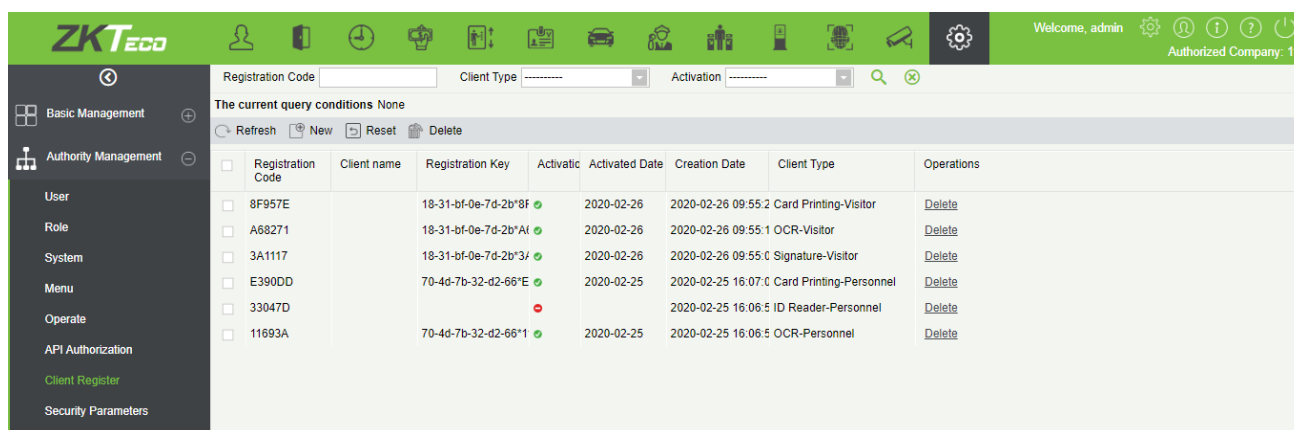 ZKTECO
Welcome, admin
Authorized Company: 1
Registration Code Client Type ---------- Activation ----------
Basic Management
The current query conditions None
Refresh New Reset Delete
Authority Management
Registration Code Client name Registration Key Activatio Activated Date Creation Date Client Type Operations
User
8F957E 18-31-bf-0e-7d-2b*8F 2020-02-26 2020-02-26 09:55:2 Card Printing-Visitor Delete
Role
A68271 18-31-bf-0e-7d-2b*A6 2020-02-26 2020-02-26 09:55:1 OCR-Visitor Delete
System
3A1117 18-31-bf-0e-7d-2b*3A 2020-02-26 2020-02-26 09:55:0 Signature-Visitor Delete
Menu
E390DD 70-4d-7b-32-d2-66*E 2020-02-25 2020-02-25 16:07:0 Card Printing-Personnel Delete
33047D 2020-02-25 16:06:5 ID Reader-Personnel Delete
Operate
11693A 70-4d-7b-32-d2-66*1 2020-02-25 2020-02-25 16:06:5 OCR-Personnel Delete
API Authorization
Client Register
Security Parameters